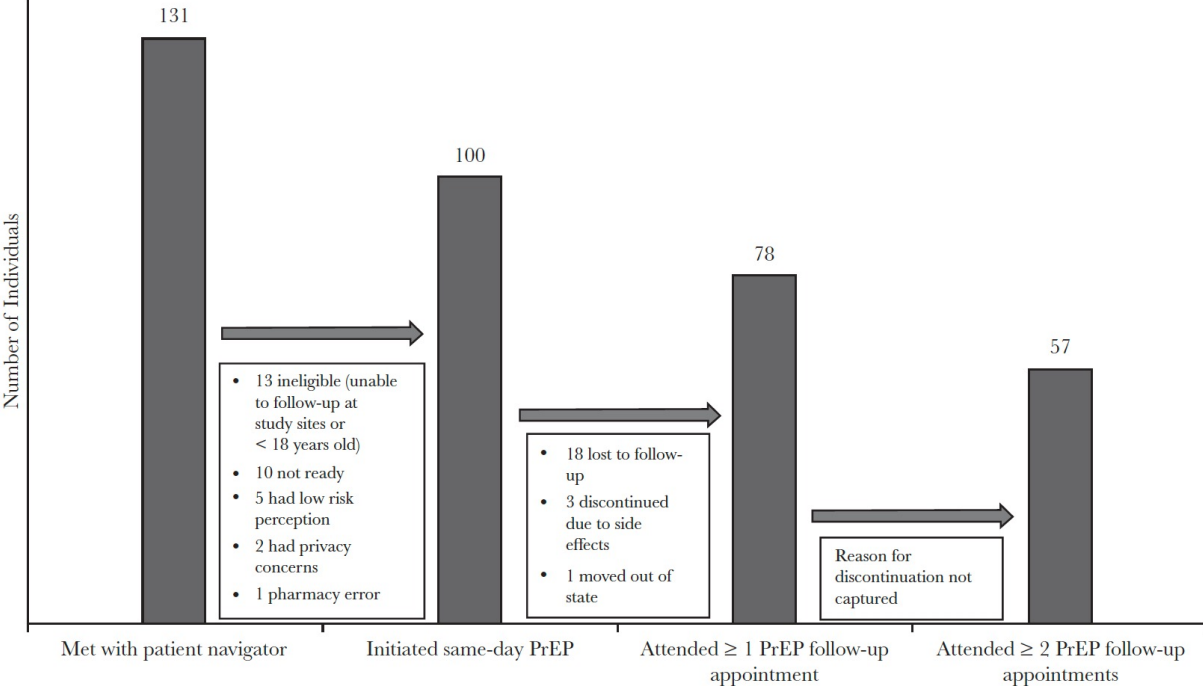 131
100
78
57
Number of Individuals
• 13 ineligible (unable
to follow-up at
study sites or
< 18 years old)
• 10 not ready
• 5 had low risk
perception
• 2 had privacy
concerns
• 1 pharmacy error
• 18 lost to follow-
up
• 3 discontinued
due to side
effects
• 1 moved out of
state
Reason for
discontinuation not
captured
Met with patient navigator
Initiated same-day PrEP
Attended ≥ 1 PrEP follow-up
appointment
Attended ≥ 2 PrEP follow-up
appointments